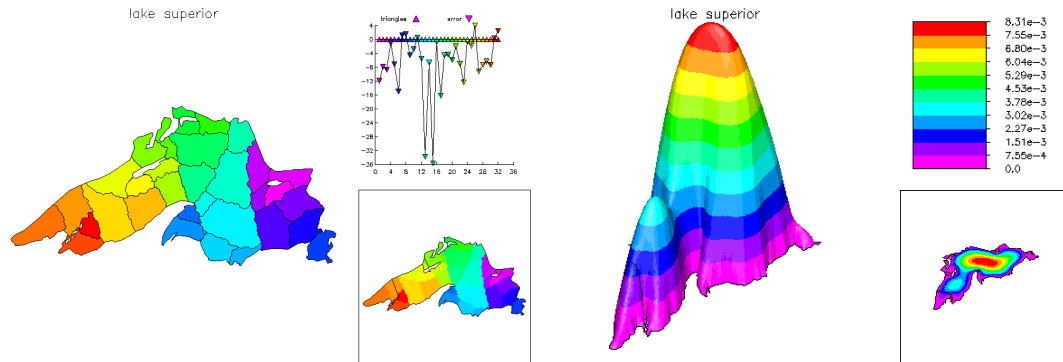 lake superior
triangles error
4
0
-4
-8
-12
-16
-20
-24
-28
-32
-36
0 4 8 12 16 20 24 28 32 36
lake superior
8.31e-3
7.55e-3
6.80e-3
6.04e-3
5.29e-3
4.53e-3
3.78e-3
3.02e-3
2.27e-3
1.51e-3
7.55e-4
0.0